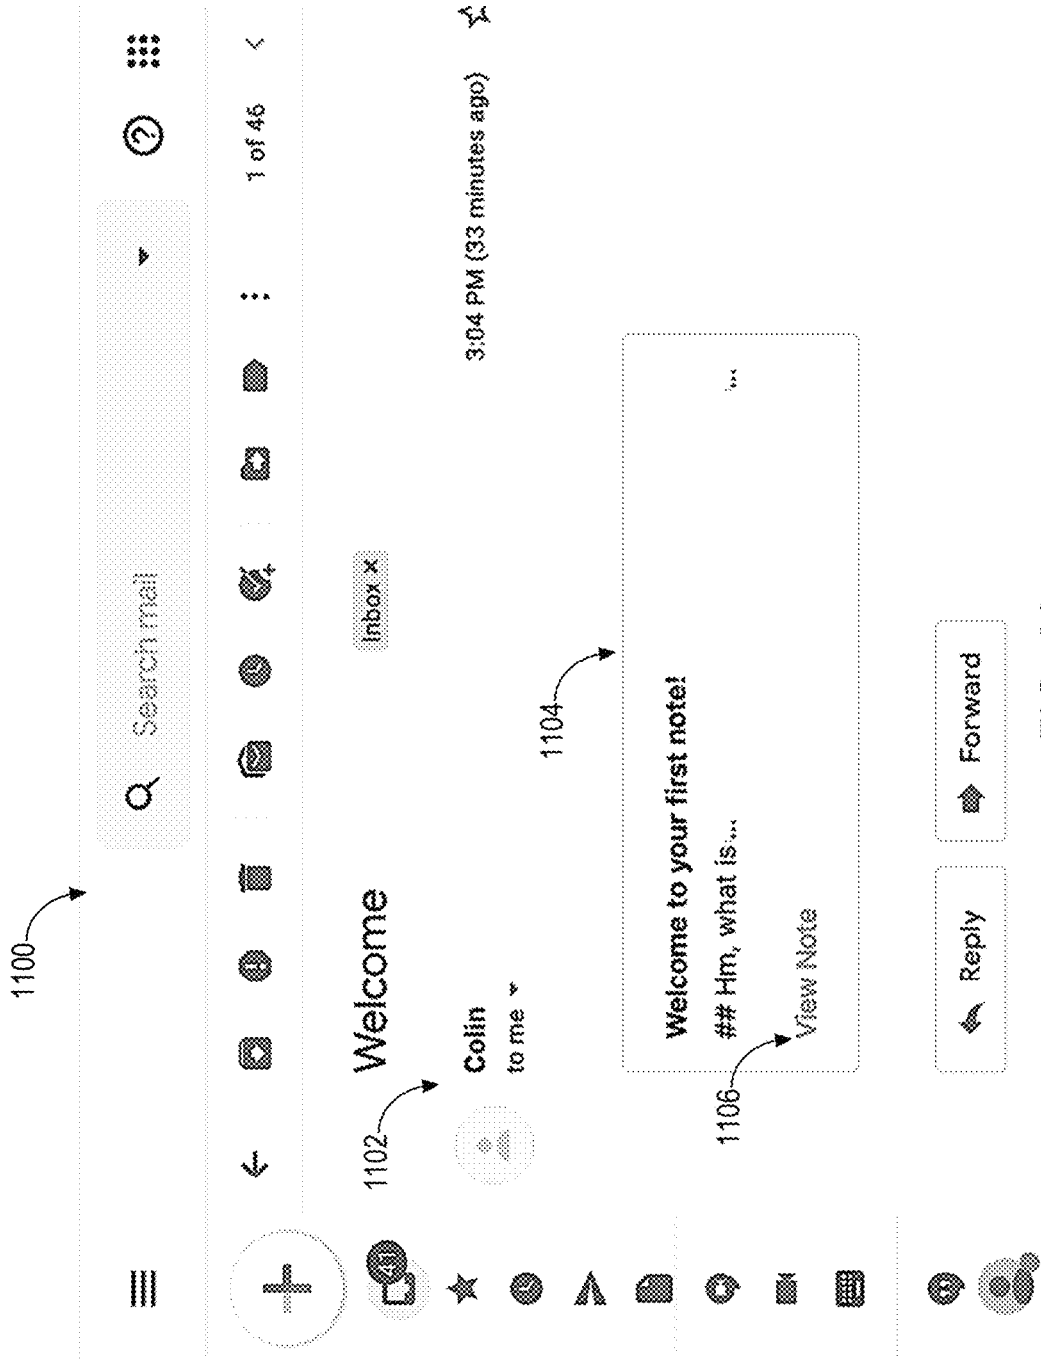 1100
Search mail
1 of 46
Welcome
Inbox ×
1102
Colin
3:04 PM (33 minutes ago)
to me
1104
Welcome to your first note!
## Hm, what is...
...
1106
View Note
Reply
Forward